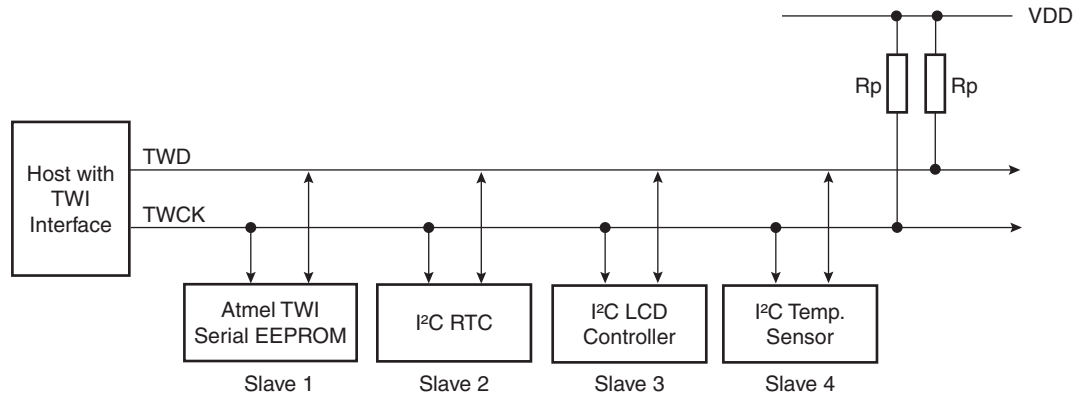 VDD
Rp
Rp
Host with
TWI
Interface
TWD
TWCK
Atmel TWI
Serial EEPROM
I²C RTC
I²C LCD
Controller
I²C Temp.
Sensor
Slave 1
Slave 2
Slave 3
Slave 4